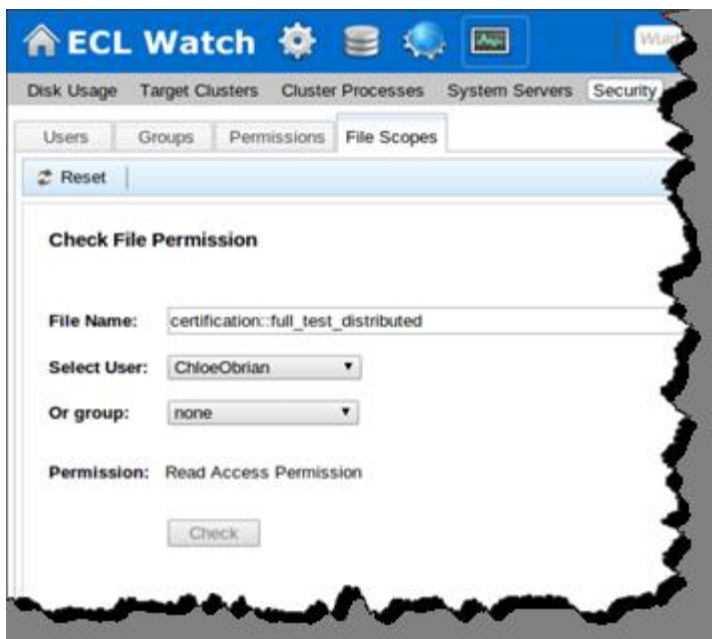 ECL Watch
Wuid
Disk Usage Target Clusters Cluster Processes System Servers Security
Users Groups Permissions File Scopes
Reset
Check File Permission
File Name: certification::full_test_distributed
Select User: ChloeObrian
Or group: none
Permission: Read Access Permission
Check